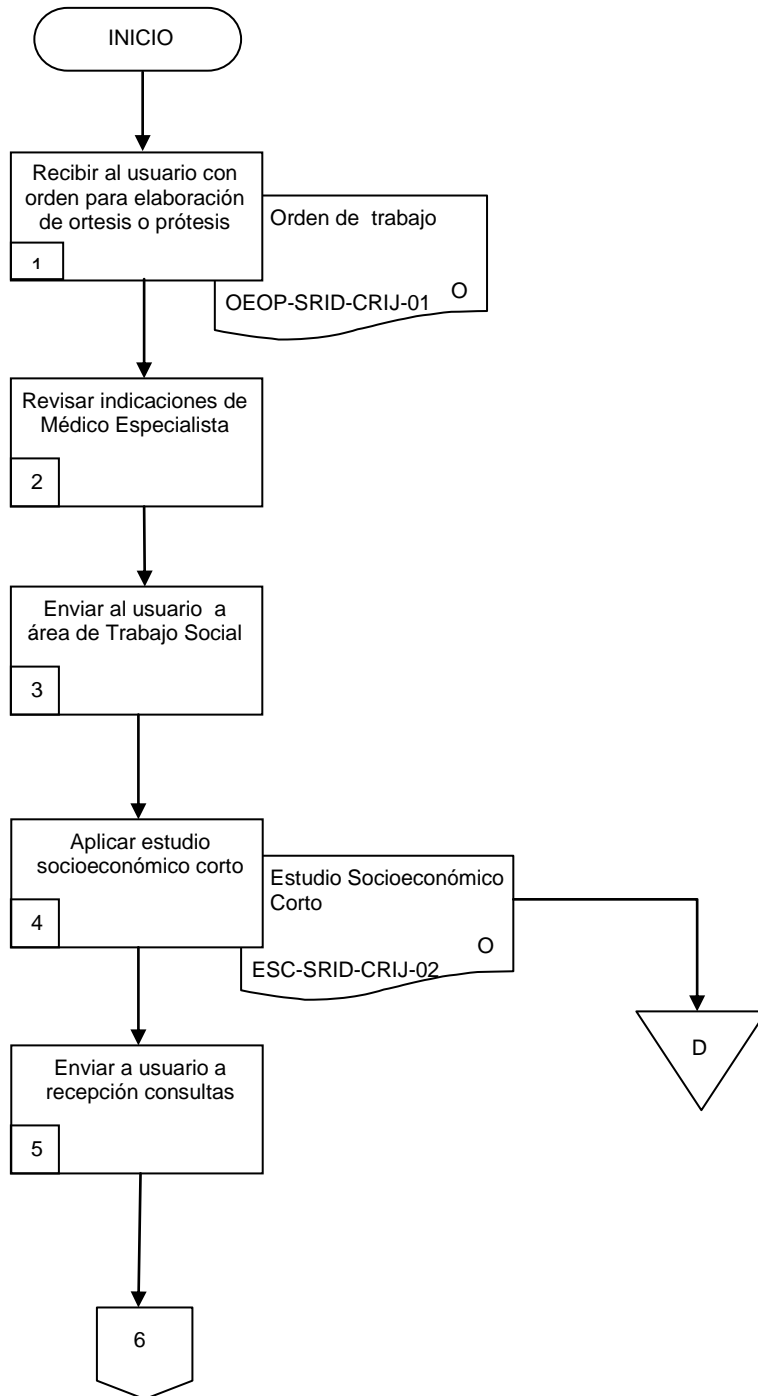 INICIO
Recibir al usuario con
orden para elaboración
de ortesis o prótesis
1
Orden de trabajo
O
OEOP-SRID-CRIJ-01
Revisar indicaciones de
Médico Especialista
2
Enviar al usuario a
área de Trabajo Social
3
Aplicar estudio
socioeconómico corto
4
Estudio Socioeconómico
Corto
O
ESC-SRID-CRIJ-02
D
Enviar a usuario a
recepción consultas
5
6